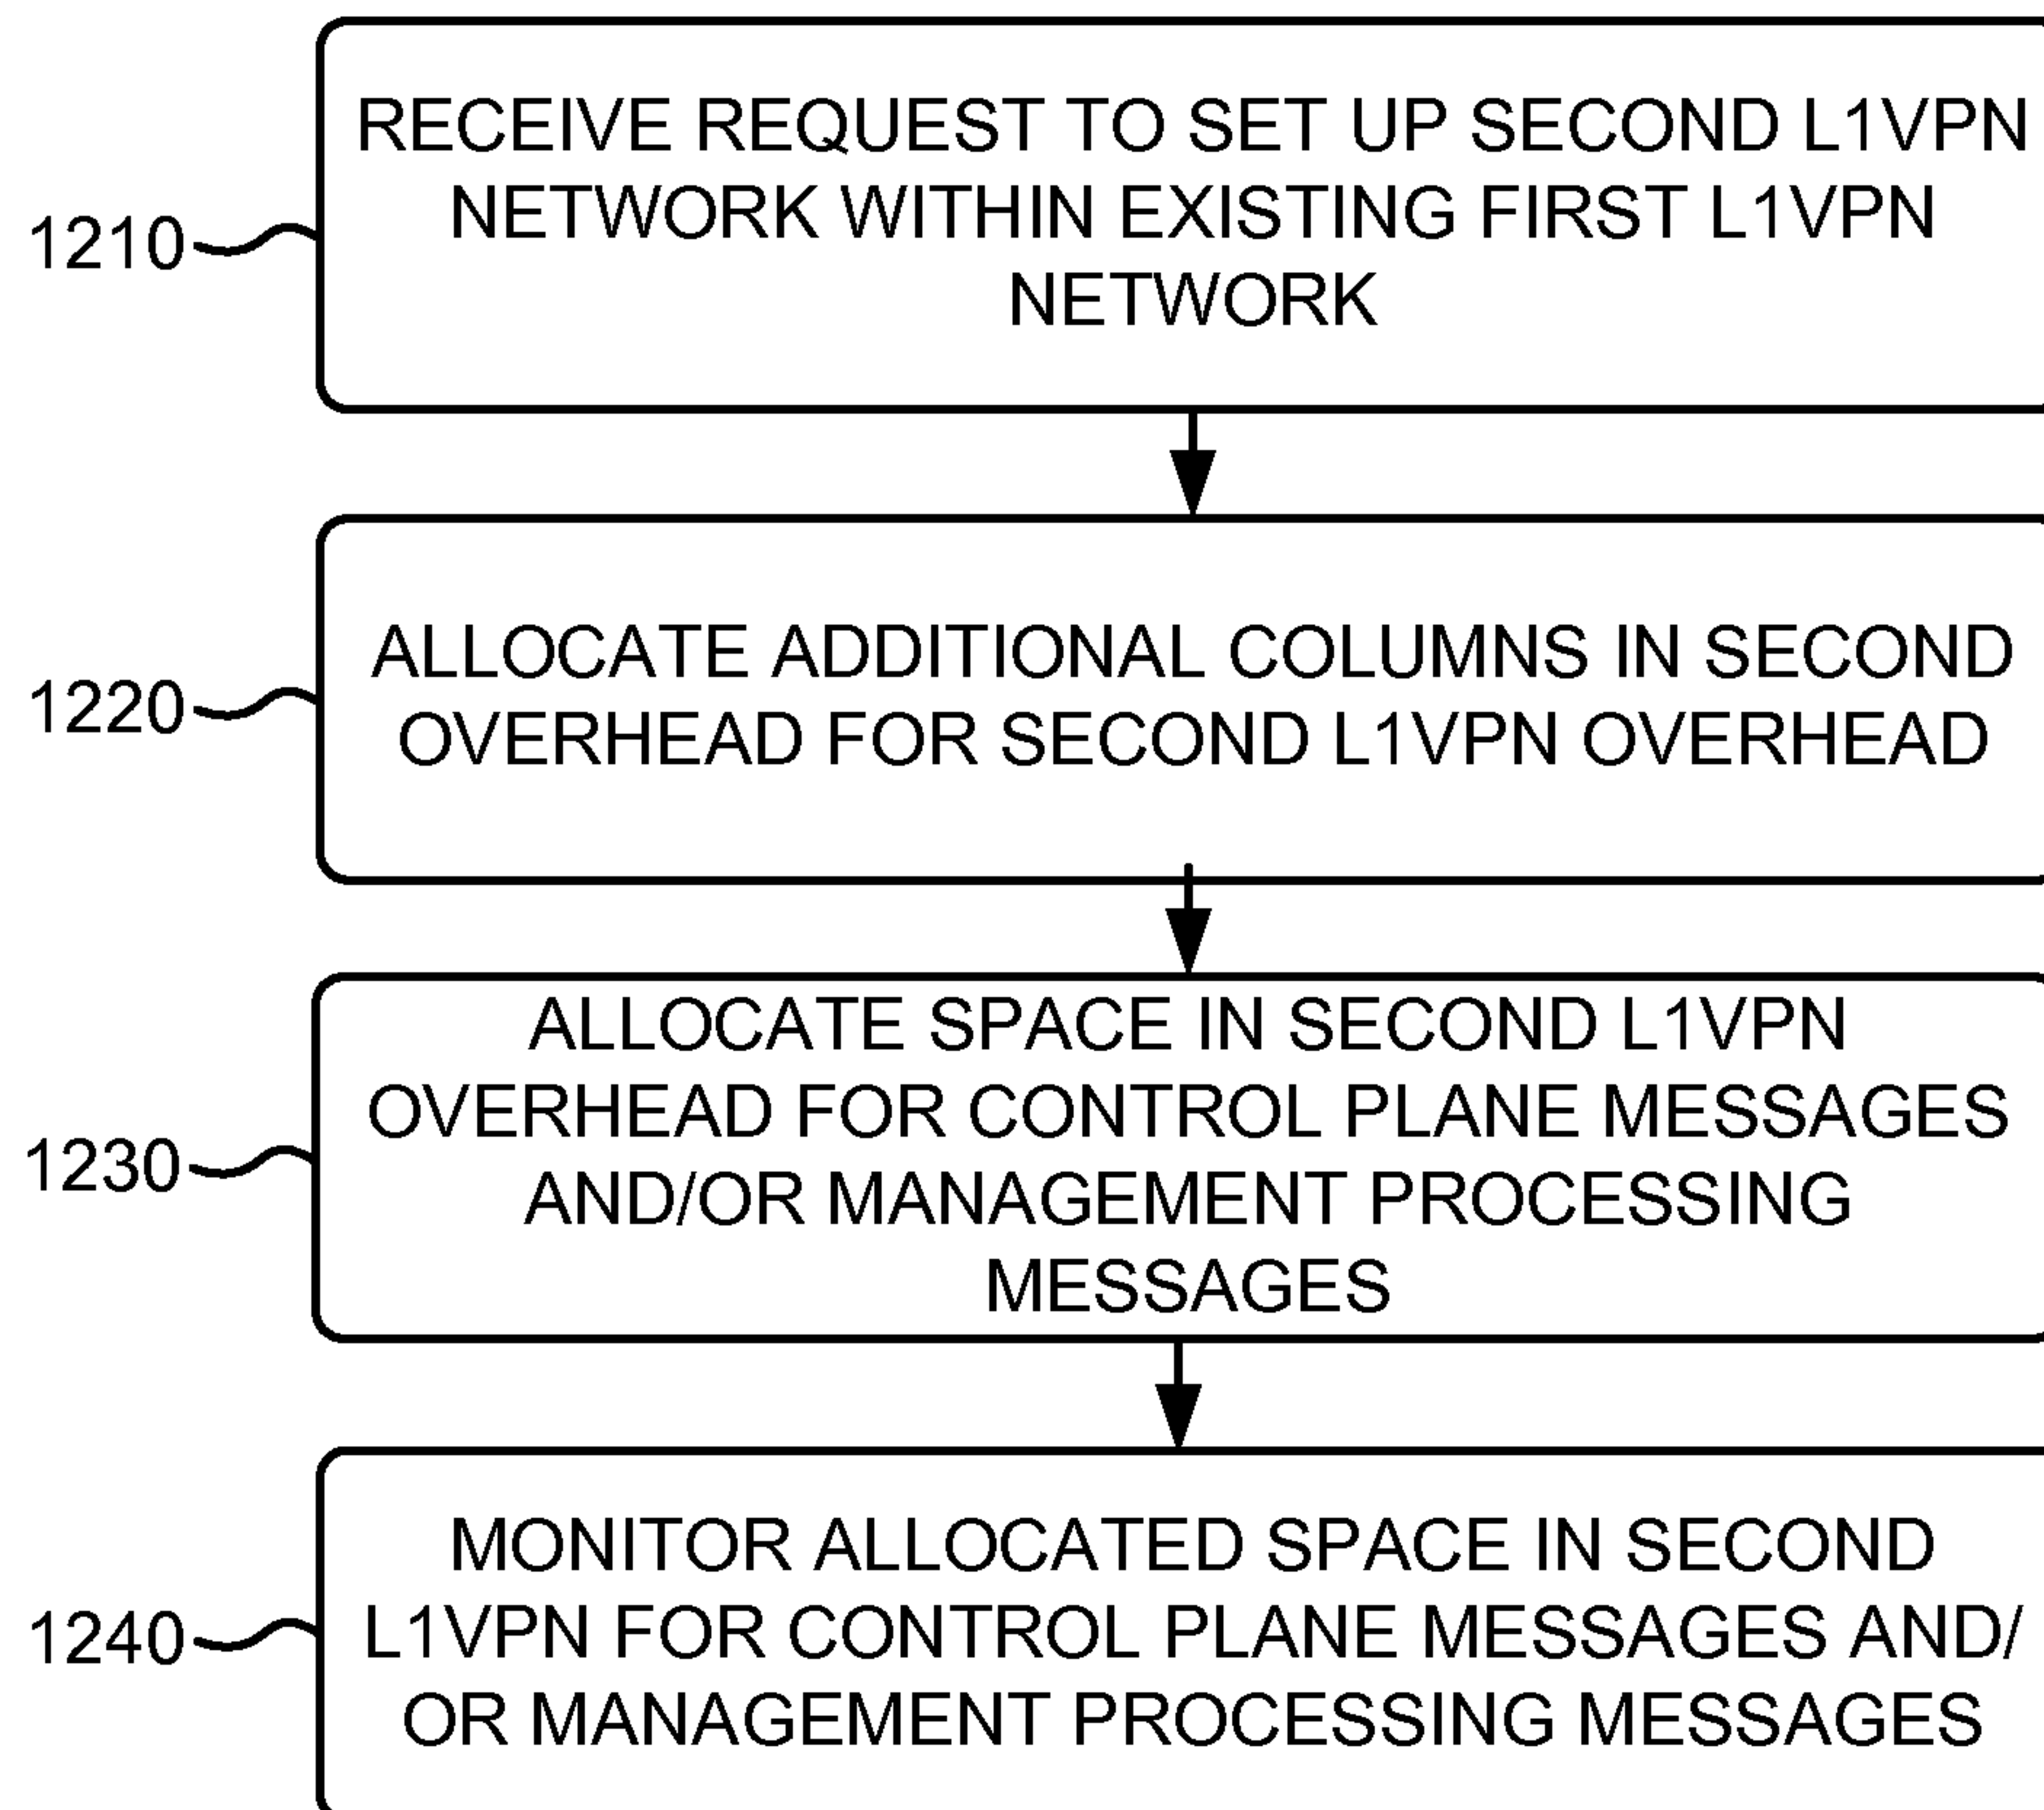 1210
RECEIVE REQUEST TO SET UP SECOND L1VPN
NETWORK WITHIN EXISTING FIRST L1VPN
NETWORK
1220
ALLOCATE ADDITIONAL COLUMNS IN SECOND
OVERHEAD FOR SECOND L1VPN OVERHEAD
1230
ALLOCATE SPACE IN SECOND L1VPN
OVERHEAD FOR CONTROL PLANE MESSAGES
AND/OR MANAGEMENT PROCESSING
MESSAGES
1240
MONITOR ALLOCATED SPACE IN SECOND
L1VPN FOR CONTROL PLANE MESSAGES AND/
OR MANAGEMENT PROCESSING MESSAGES